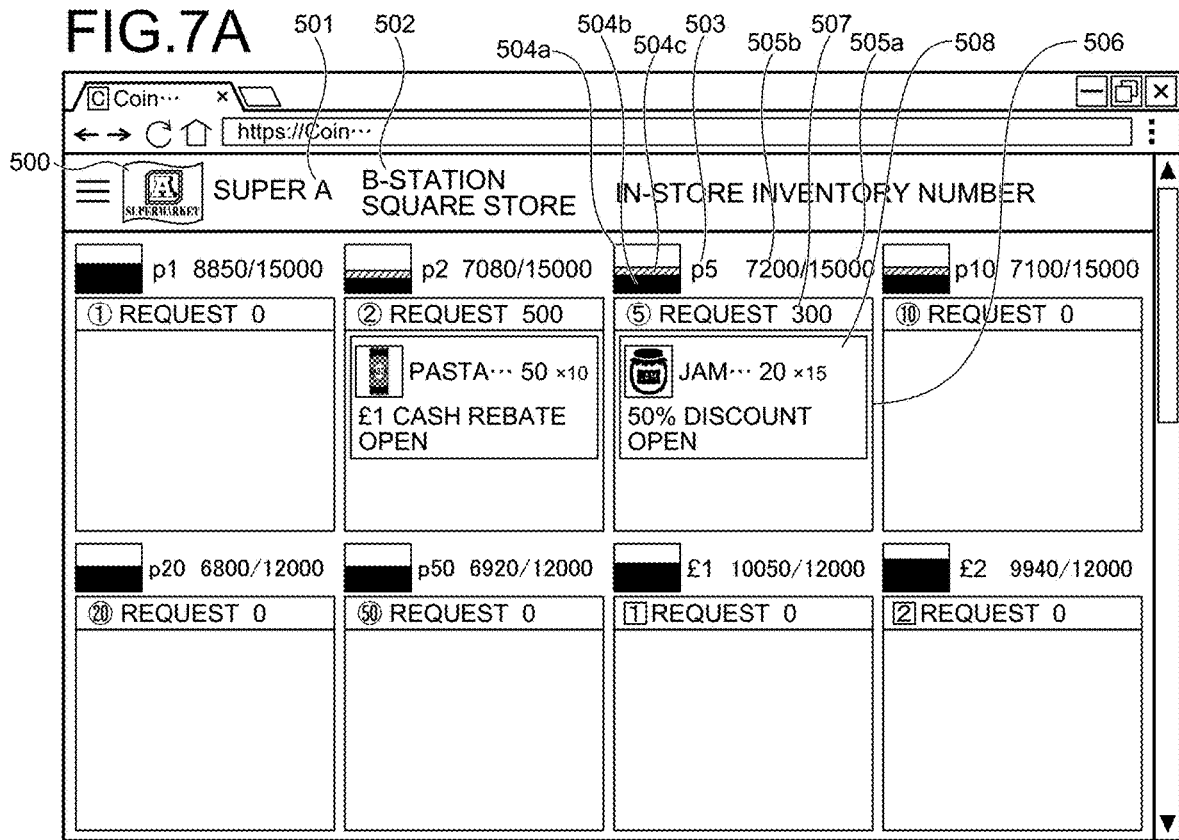 FIG.7A
501 502 504a 504b 504c 503 505b 507 505a 508 506
C Coin··· ×
https://Coin···
500
A SUPERMARKET
SUPER A
B-STATION
SQUARE STORE
IN-STORE INVENTORY NUMBER
p1 8850/15000
① REQUEST 0
p2 7080/15000
② REQUEST 500
PASTA··· 50 ×10
£1 CASH REBATE
OPEN
p5 7200/15000
⑤ REQUEST 300
JAM··· 20 ×15
50% DISCOUNT
OPEN
p10 7100/15000
⑩ REQUEST 0
p20 6800/12000
⑳ REQUEST 0
p50 6920/12000
㊿ REQUEST 0
£1 10050/12000
1 REQUEST 0
£2 9940/12000
2 REQUEST 0